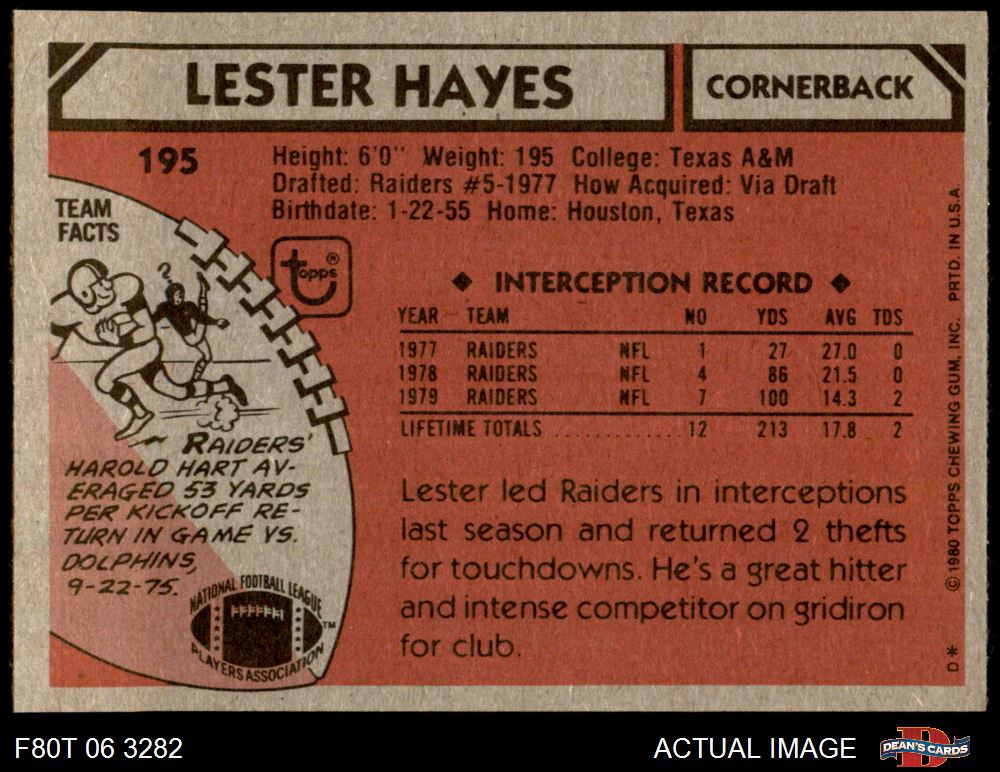 LESTER HAYES
CORNERBACK
195
Height: 6'0" Weight: 195 College: Texas A&M
Drafted: Raiders #5-1977 How Acquired: Via Draft
Birthdate: 1-22-55 Home: Houston, Texas
TEAM
FACTS
?
topps®
◆ INTERCEPTION RECORD ◆
YEAR TEAM NO YDS AVG TDS
1977 RAIDERS NFL 1 27 27.0 0
1978 RAIDERS NFL 4 86 21.5 0
1979 RAIDERS NFL 7 100 14.3 2
LIFETIME TOTALS .............. 12 213 17.8 2
RAIDERS'
HAROLD HART AV-
ERAGED 53 YARDS
PER KICKOFF RE-
TURN IN GAME VS.
DOLPHINS,
9-22-75.
NATIONAL FOOTBALL LEAGUE
PLAYERS ASSOCIATION
TM
Lester led Raiders in interceptions
last season and returned 2 thefts
for touchdowns. He's a great hitter
and intense competitor on gridiron
for club.
D* © 1980 TOPPS CHEWING GUM, INC. PRTD. IN U.S.A.
F80T 06 3282
ACTUAL IMAGE
D
DEAN'S CARDS